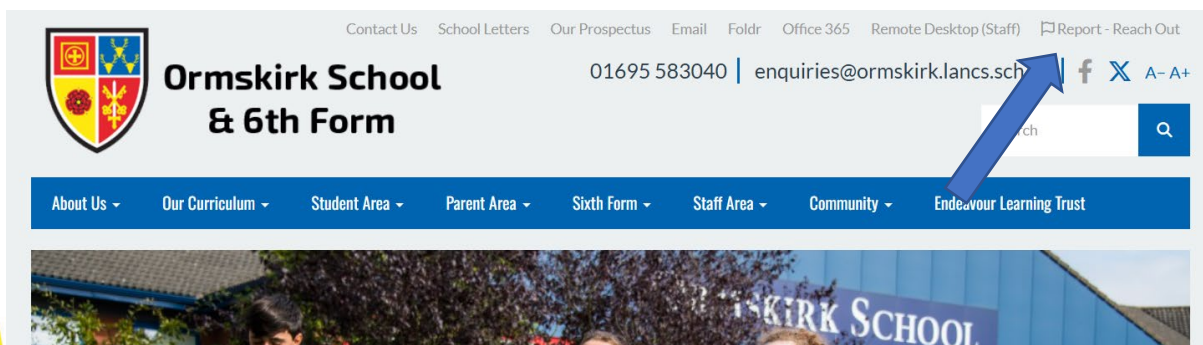 Contact Us School Letters Our Prospectus Email Foldr Office 365 Remote Desktop (Staff) Report - Reach Out
Ormskirk School
& 6th Form
01695 583040 | enquiries@ormskirk.lancs.sch
A- A+
About Us Our Curriculum Student Area Parent Area Sixth Form Staff Area Community Endeavour Learning Trust
ORMSKIRK SCHOOL